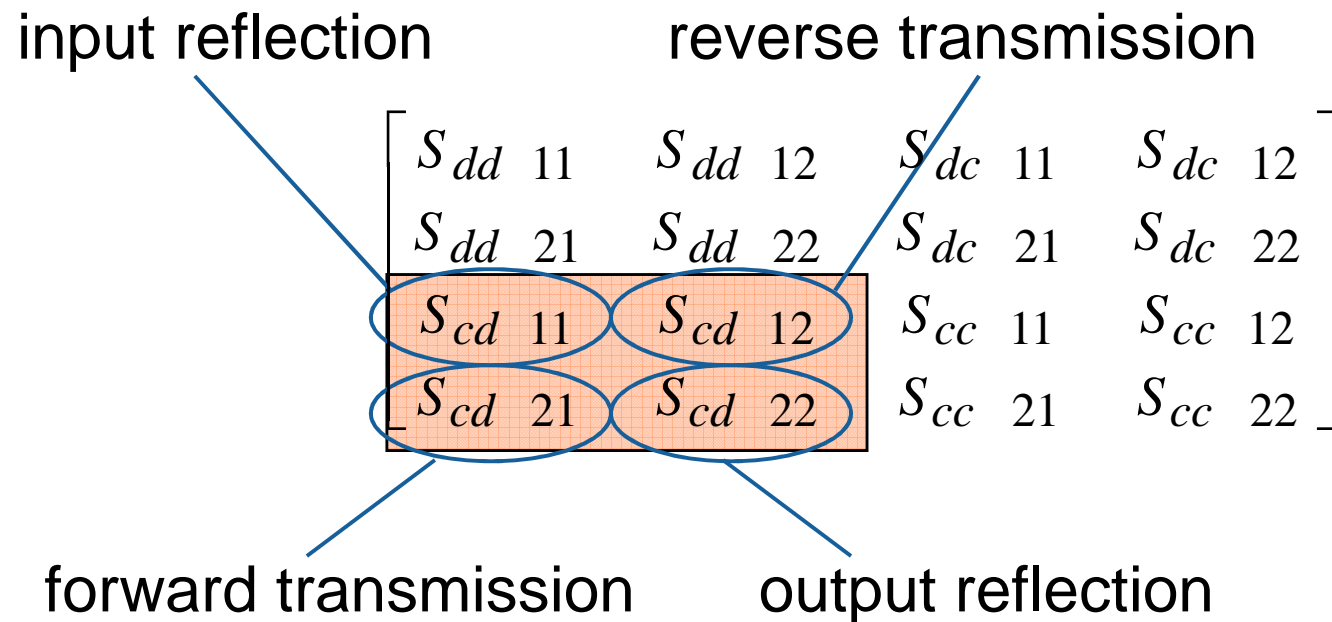 input reflection reverse transmission
S dd 11 S dd 12 S dc 11 S dc 12
S dd 21 S dd 22 S dc 21 S dc 22
S cd 11 S cd 12 S cc 11 S cc 12
S cd 21 S cd 22 S cc 21 S cc 22
forward transmission output reflection